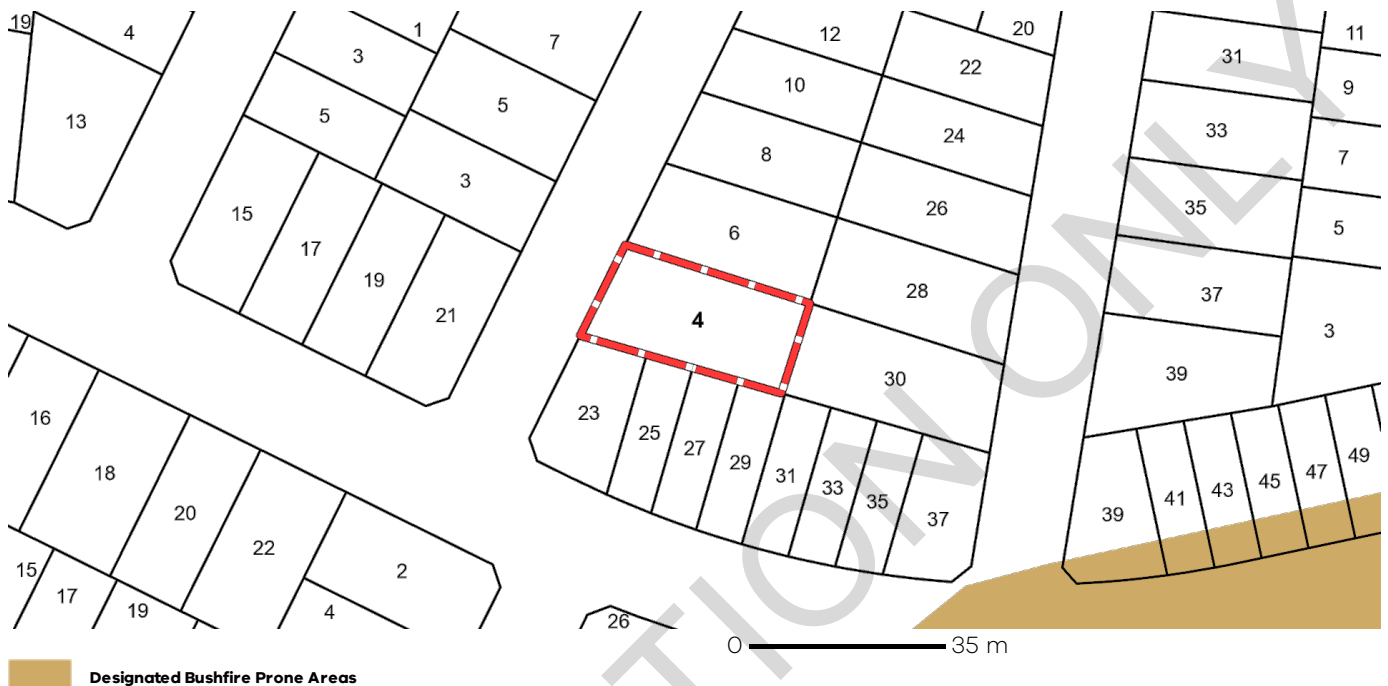 19 4 1 7 12 20 11
3 22 31 9
5 5 10
13 8 24 33 7
3 26 35 5
15 17 6
19 28 37 3
21 4
30 39
16 23 25 27 29 31 33 35 37
18 39 41 43 45 47 49
20
22
15 17 19 2
4 26
TION ONLY
0 35 m
Designated Bushfire Prone Areas